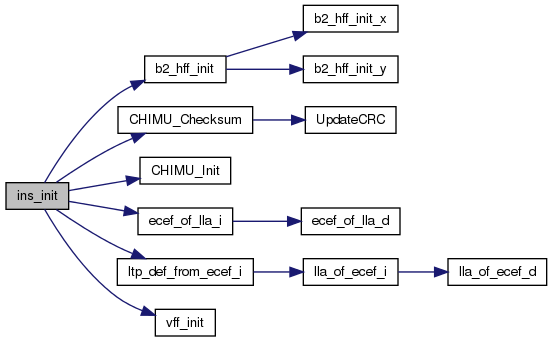 b2_hff_init_x
b2_hff_init
b2_hff_init_y
CHIMU_Checksum
UpdateCRC
CHIMU_Init
ins_init
ecef_of_lla_i
ecef_of_lla_d
ltp_def_from_ecef_i
lla_of_ecef_i
lla_of_ecef_d
vff_init